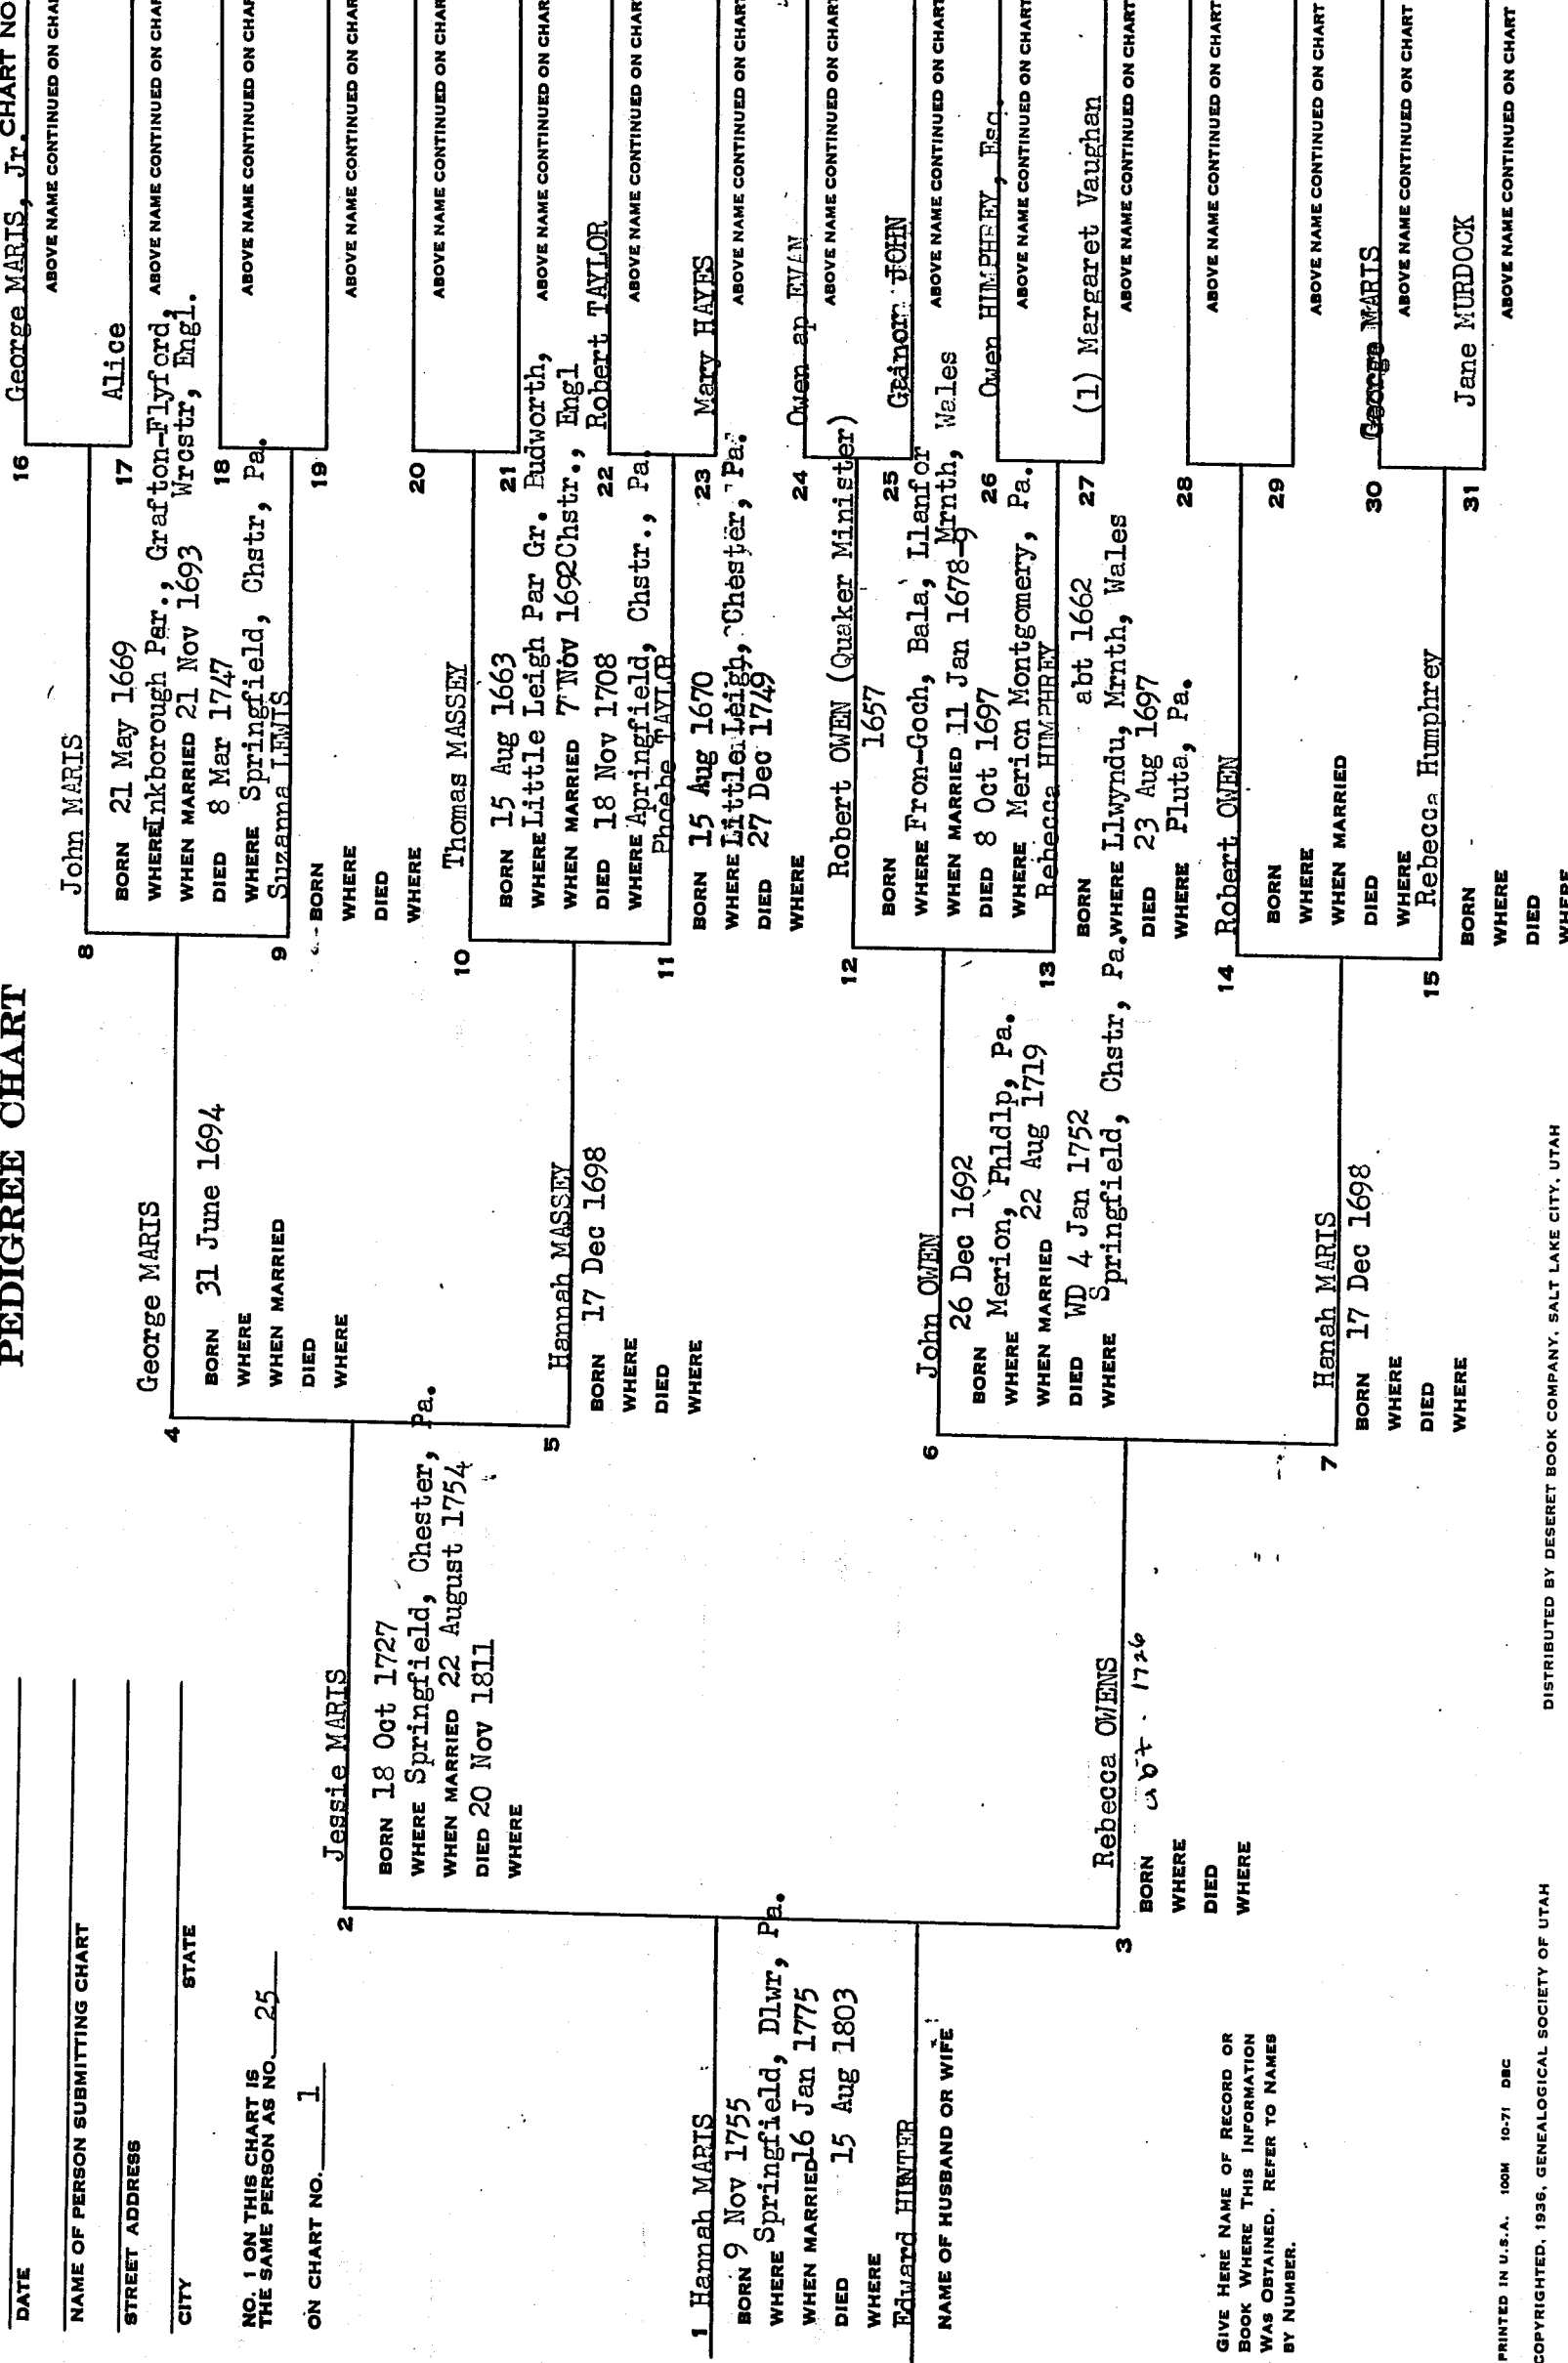 PEDIGREE CHART
CHART NO
DATE
NAME OF PERSON SUBMITTING CHART
STREET ADDRESS
CITY STATE
NO. 1 ON THIS CHART IS
THE SAME PERSON AS NO. 25
ON CHART NO. 1
1 Hannah MARIS
BORN 9 Nov 1755
WHERE Springfield, Dlwr, Pa.
WHEN MARRIED 16 Jan 1775
DIED 15 Aug 1803
WHERE
Edward HUNTER
NAME OF HUSBAND OR WIFE
GIVE HERE NAME OF RECORD OR
BOOK WHERE THIS INFORMATION
WAS OBTAINED. REFER TO NAMES
BY NUMBER.
2 Jessie MARIS
BORN 18 Oct 1727
WHERE Springfield, Chester, Pa.
WHEN MARRIED 22 August 1754
DIED 20 Nov 1811
WHERE
3 Rebecca OWENS
BORN abt. 1726
WHERE
DIED
WHERE
4 George MARIS
BORN 31 June 1694
WHERE
WHEN MARRIED
DIED
WHERE
5 Hannah MASSEY
BORN 17 Dec 1698
WHERE
DIED
WHERE
6 John OWEN
BORN 26 Dec 1692
WHERE Merion, Phldlp, Pa.
WHEN MARRIED 22 Aug 1719
DIED WD 4 Jan 1752
WHERE Springfield, Chstr, Pa.
7 Hanah MARIS
BORN 17 Dec 1698
WHERE
DIED
WHERE
8 John MARIS
BORN 21 May 1669
WHERE Inkborough Par., Grafton-Flyford,
WHEN MARRIED 21 Nov 1693 Wrcstr, Engl.
DIED 8 Mar 1747
WHERE Springfield, Chstr, Pa.
9 Suzanna LEWIS
BORN
WHERE
DIED
WHERE
10 Thomas MASSEY
BORN 15 Aug 1663
WHERE Little Leigh Par Gr. Budworth,
WHEN MARRIED 7 Nov 1692 Chstr., Engl
DIED 18 Nov 1708
WHERE Apringfield, Chstr., Pa.
11 Phoebe TAYLOR
BORN 15 Aug 1670
WHERE Little Leigh, Chester, Pa.
DIED 27 Dec 1749
WHERE
12 Robert OWEN (Quaker Minister)
BORN 1657
WHERE Fron-Goch, Bala, Llanfor
WHEN MARRIED 11 Jan 1678-9 Mrnth, Wales
DIED 8 Oct 1697
WHERE Merion Montgomery, Pa.
13 Rebecca HUMPHREY
BORN abt 1662
WHERE Llwyndu, Mrnth, Wales
DIED 23 Aug 1697
WHERE Pluta, Pa.
14 Robert OWEN
BORN
WHERE
WHEN MARRIED
DIED
WHERE
15 Rebecca Humphrey
BORN
WHERE
DIED
WHERE
16 George MARIS, Jr.
ABOVE NAME CONTINUED ON CHAR
17 Alice
ABOVE NAME CONTINUED ON CHAR
18
ABOVE NAME CONTINUED ON CHAR
19
ABOVE NAME CONTINUED ON CHAR
20
ABOVE NAME CONTINUED ON CHAR
21
ABOVE NAME CONTINUED ON CHAR
22 Robert TAYLOR
ABOVE NAME CONTINUED ON CHAR
23 Mary HAYES
ABOVE NAME CONTINUED ON CHART
24 Owen ap EVAN
ABOVE NAME CONTINUED ON CHART
25 Gainor JOHN
ABOVE NAME CONTINUED ON CHART
26 Owen HUMPHREY, Esq.
ABOVE NAME CONTINUED ON CHART
27 (1) Margaret Vaughan
ABOVE NAME CONTINUED ON CHART
28
ABOVE NAME CONTINUED ON CHART
29
ABOVE NAME CONTINUED ON CHART
30 George MARIS
ABOVE NAME CONTINUED ON CHART
31 Jane MURDOCK
ABOVE NAME CONTINUED ON CHART
PRINTED IN U.S.A. 100M 10-71 DBC
DISTRIBUTED BY DESERET BOOK COMPANY, SALT LAKE CITY, UTAH
COPYRIGHTED, 1936, GENEALOGICAL SOCIETY OF UTAH